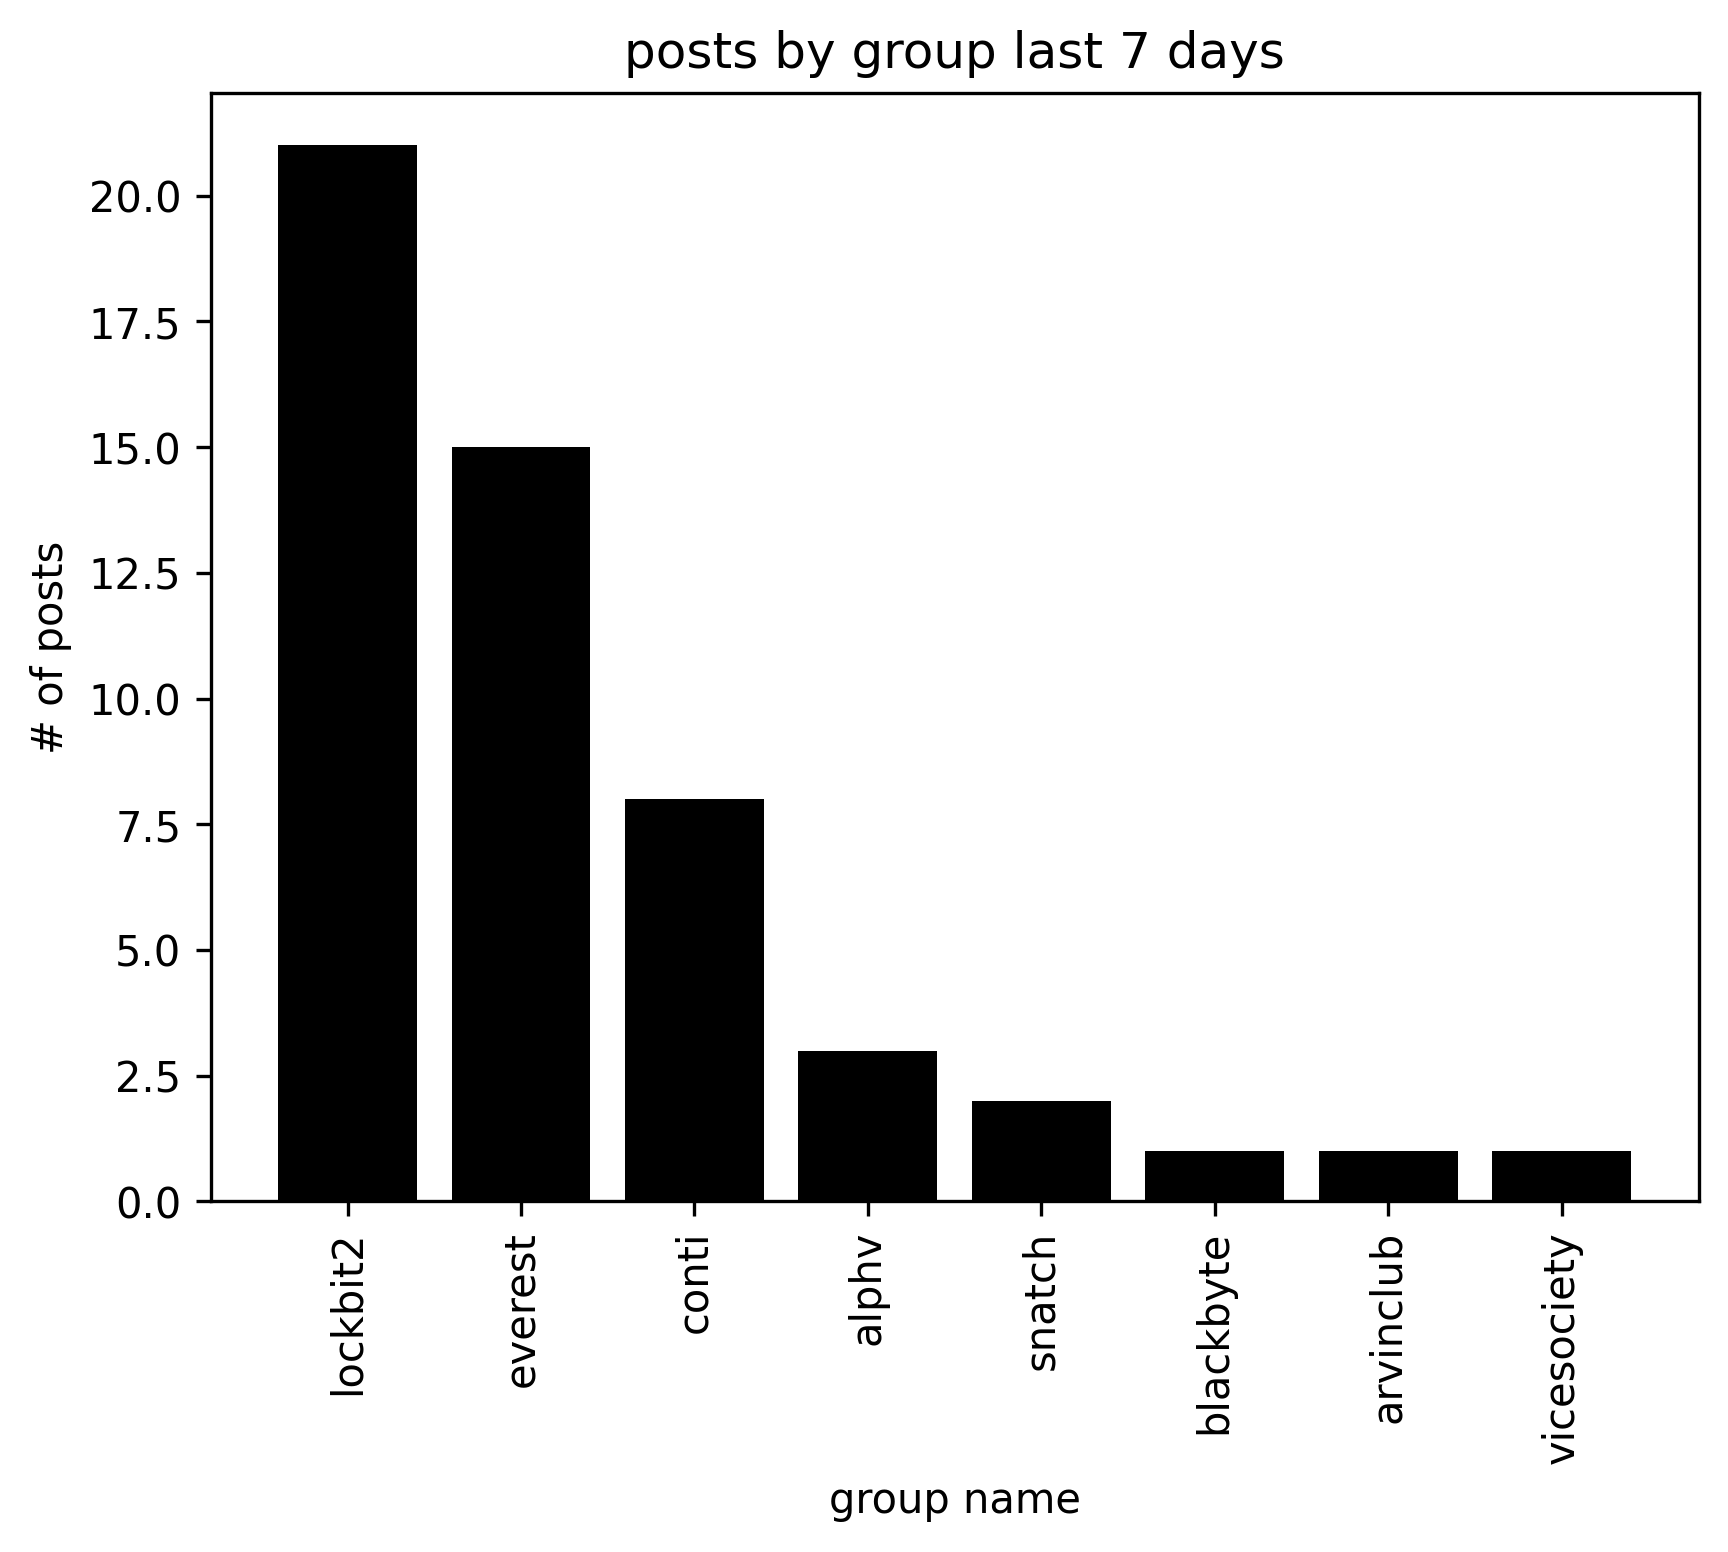 posts by group last 7 days
# of posts
20.0
17.5
15.0
12.5
10.0
7.5
5.0
2.5
0.0
lockbit2
everest
conti
alphv
snatch
blackbyte
arvinclub
vicesociety
group name